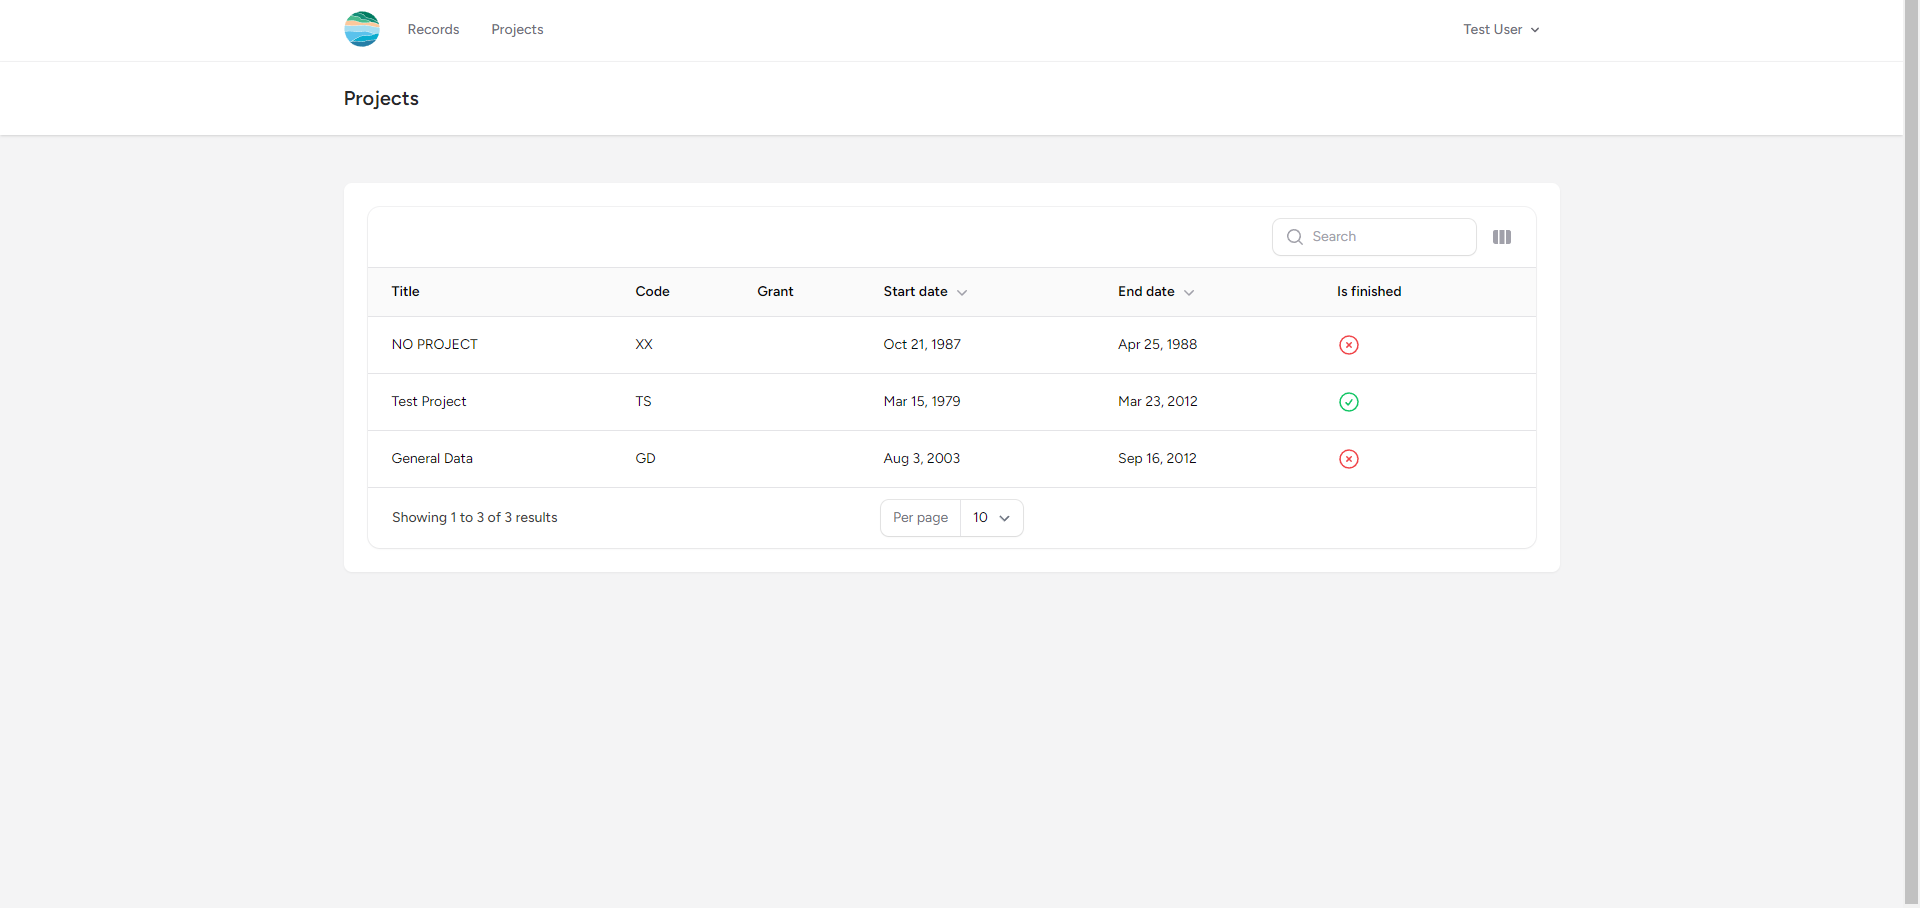 Records Projects Test User
Projects
Search
Title Code Grant Start date End date Is finished
NO PROJECT XX Oct 21, 1987 Apr 25, 1988
Test Project TS Mar 15, 1979 Mar 23, 2012
General Data GD Aug 3, 2003 Sep 16, 2012
Showing 1 to 3 of 3 results Per page 10